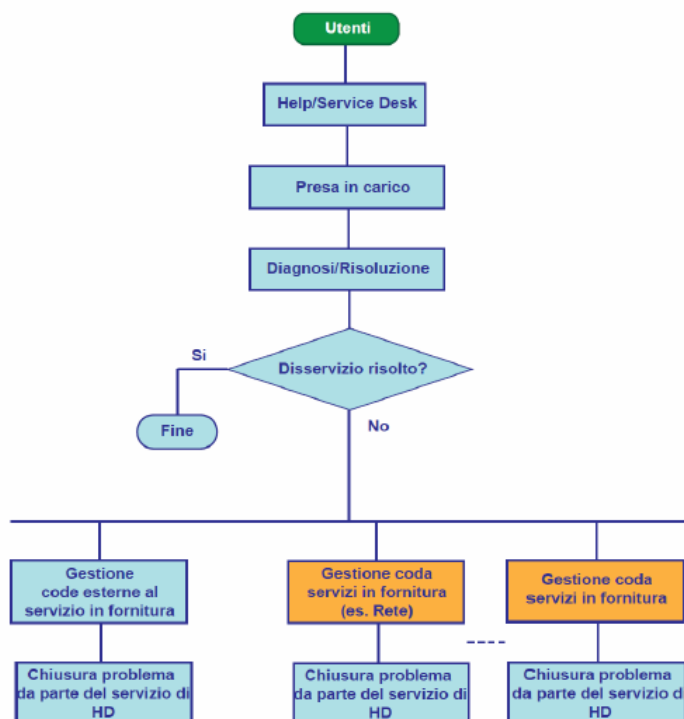 Utenti
Help/Service Desk
Presa in carico
Diagnosi/Risoluzione
Si
Disservizio risolto?
Fine
No
Gestione
code esterne al
servizio in fornitura
Gestione coda
servizi in fornitura
(es. Rete)
Gestione coda
servizi in fornitura
Chiusura problema
da parte del servizio di
HD
Chiusura problema
da parte del servizio di
HD
Chiusura problema
da parte del servizio di
HD